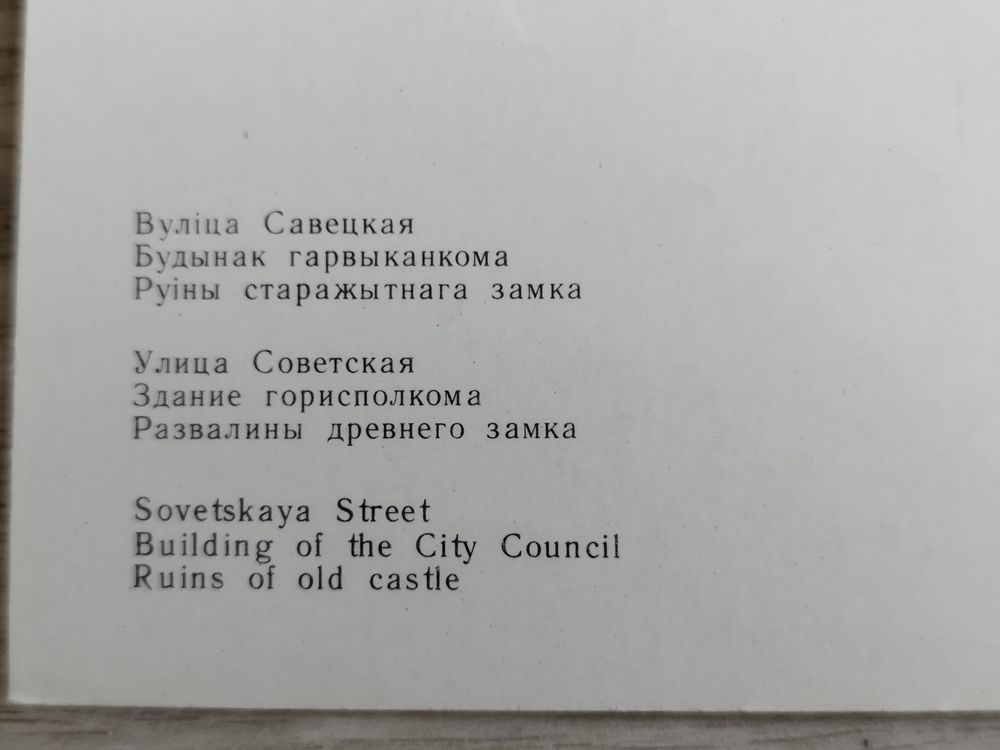 Вуліца Савецкая
Будынак гарвыканкома
Руіны старажытнага замка
Улица Советская
Здание горисполкома
Развалины древнего замка
Sovetskaya Street
Building of the City Council
Ruins of old castle